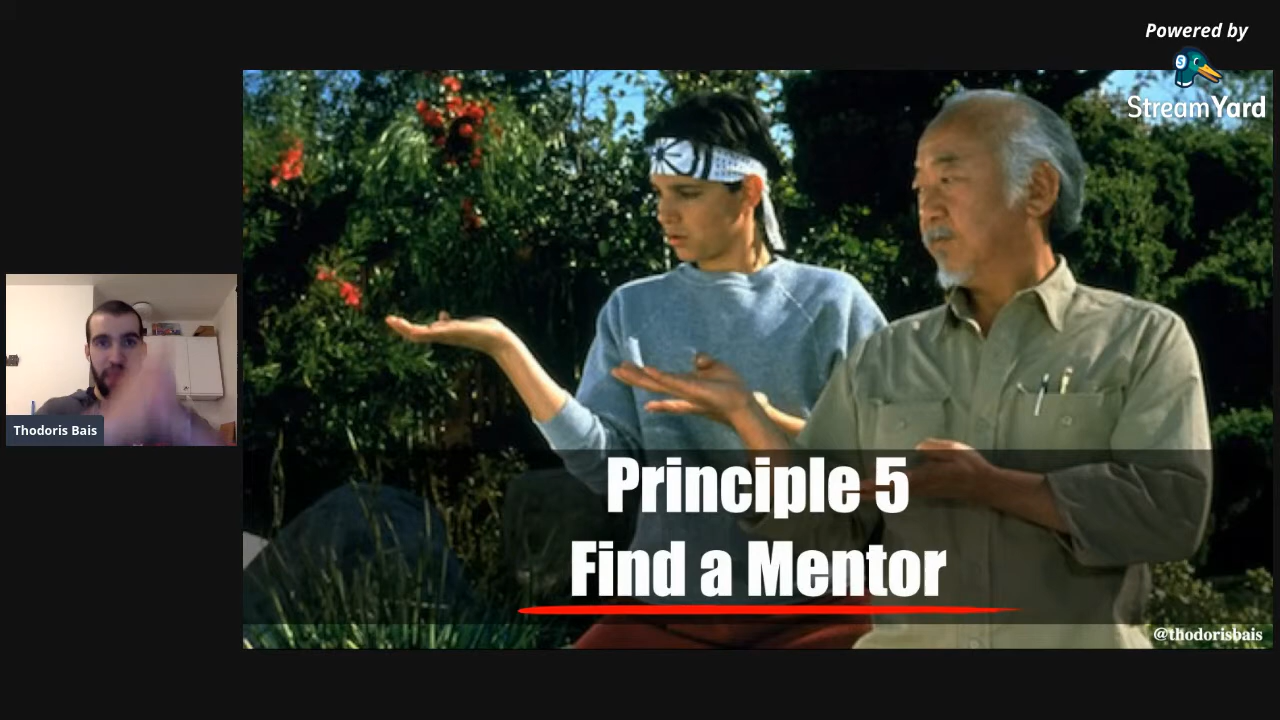 Powered by
StreamYard
Thodoris Bais
Principle 5
Find a Mentor
@thodorisbais